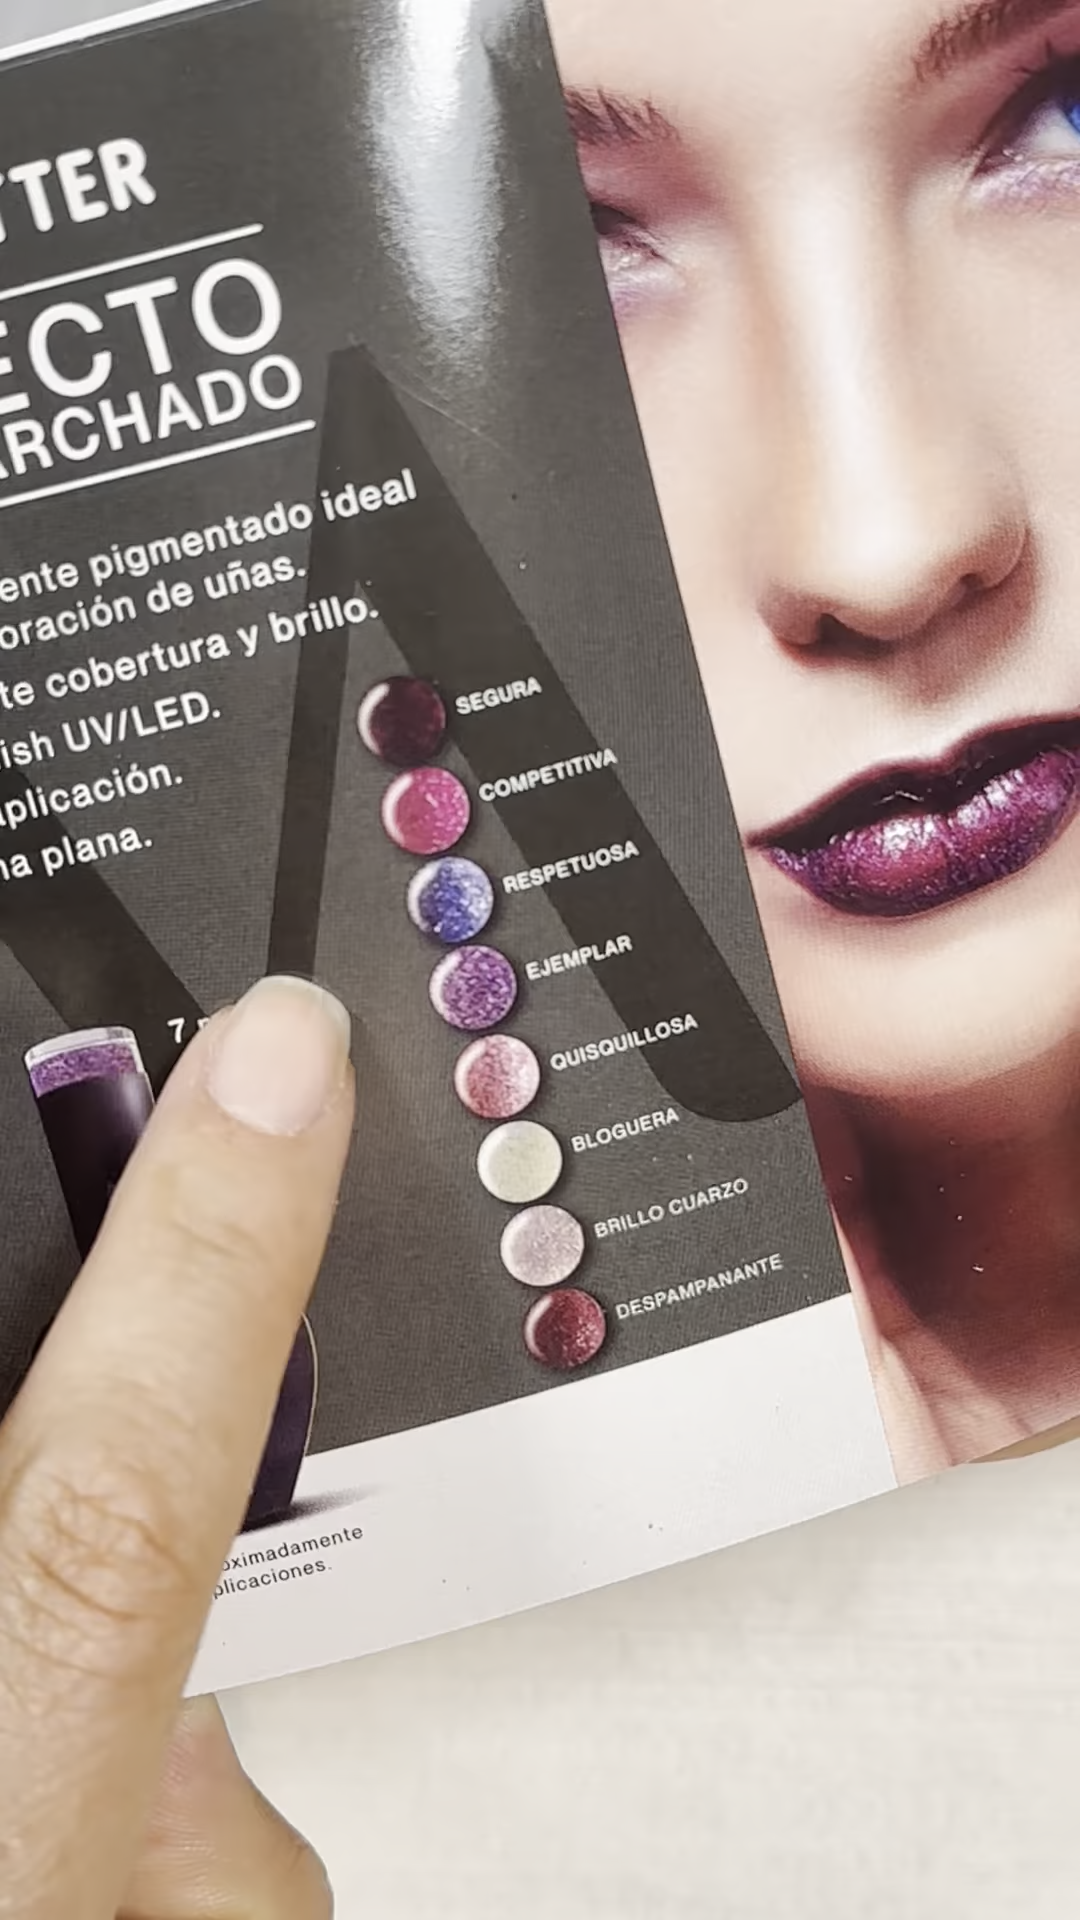 TTER
ECTO
ARCHADO
ente pigmentado ideal
oración de uñas.
te cobertura y brillo.
ish UV/LED.
aplicación.
na plana.
SEGURA
COMPETITIVA
RESPETUOSA
EJEMPLAR
QUISQUILLOSA
BLOGUERA
BRILLO CUARZO
DESPAMPANANTE
7
oximadamente
plicaciones.